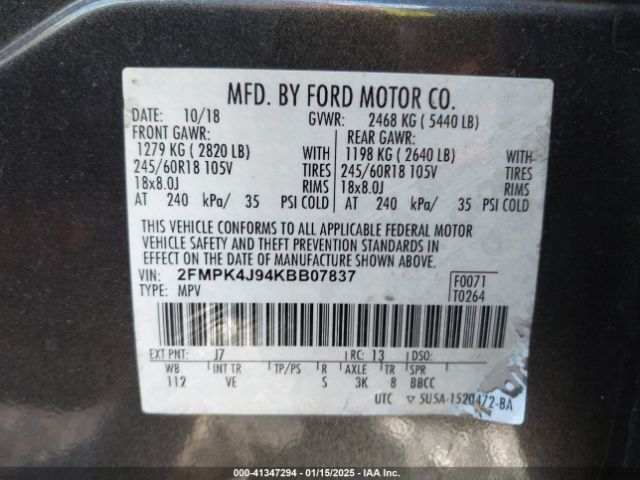 MFD. BY FORD MOTOR CO.
DATE: 10/18 GVWR: 2468 KG ( 5440 LB)
FRONT GAWR: REAR GAWR:
1279 KG ( 2820 LB) WITH 1198 KG ( 2640 LB) WITH
245/60R18 105V TIRES 245/60R18 105V TIRES
18x8.0J RIMS 18x8.0J RIMS
AT 240 kPa/ 35 PSI COLD AT 240 kPa/ 35 PSI COLD
THIS VEHICLE CONFORMS TO ALL APPLICABLE FEDERAL MOTOR
VEHICLE SAFETY AND THEFT PREVENTION STANDARDS IN
EFFECT ON THE DATE OF MANUFACTURE SHOWN ABOVE.
VIN: 2FMPK4J94KBB07837 F0071
TYPE: MPV T0264
EXT PNT: J7 RC: 13 DSO:
WB INT TR TP/PS R AXLE TR SPR
112 VE S 3K 8 BBCC
UTC ▽ 5U5A-1520472-BA
000-41347294 - 01/15/2025 - IAA Inc.